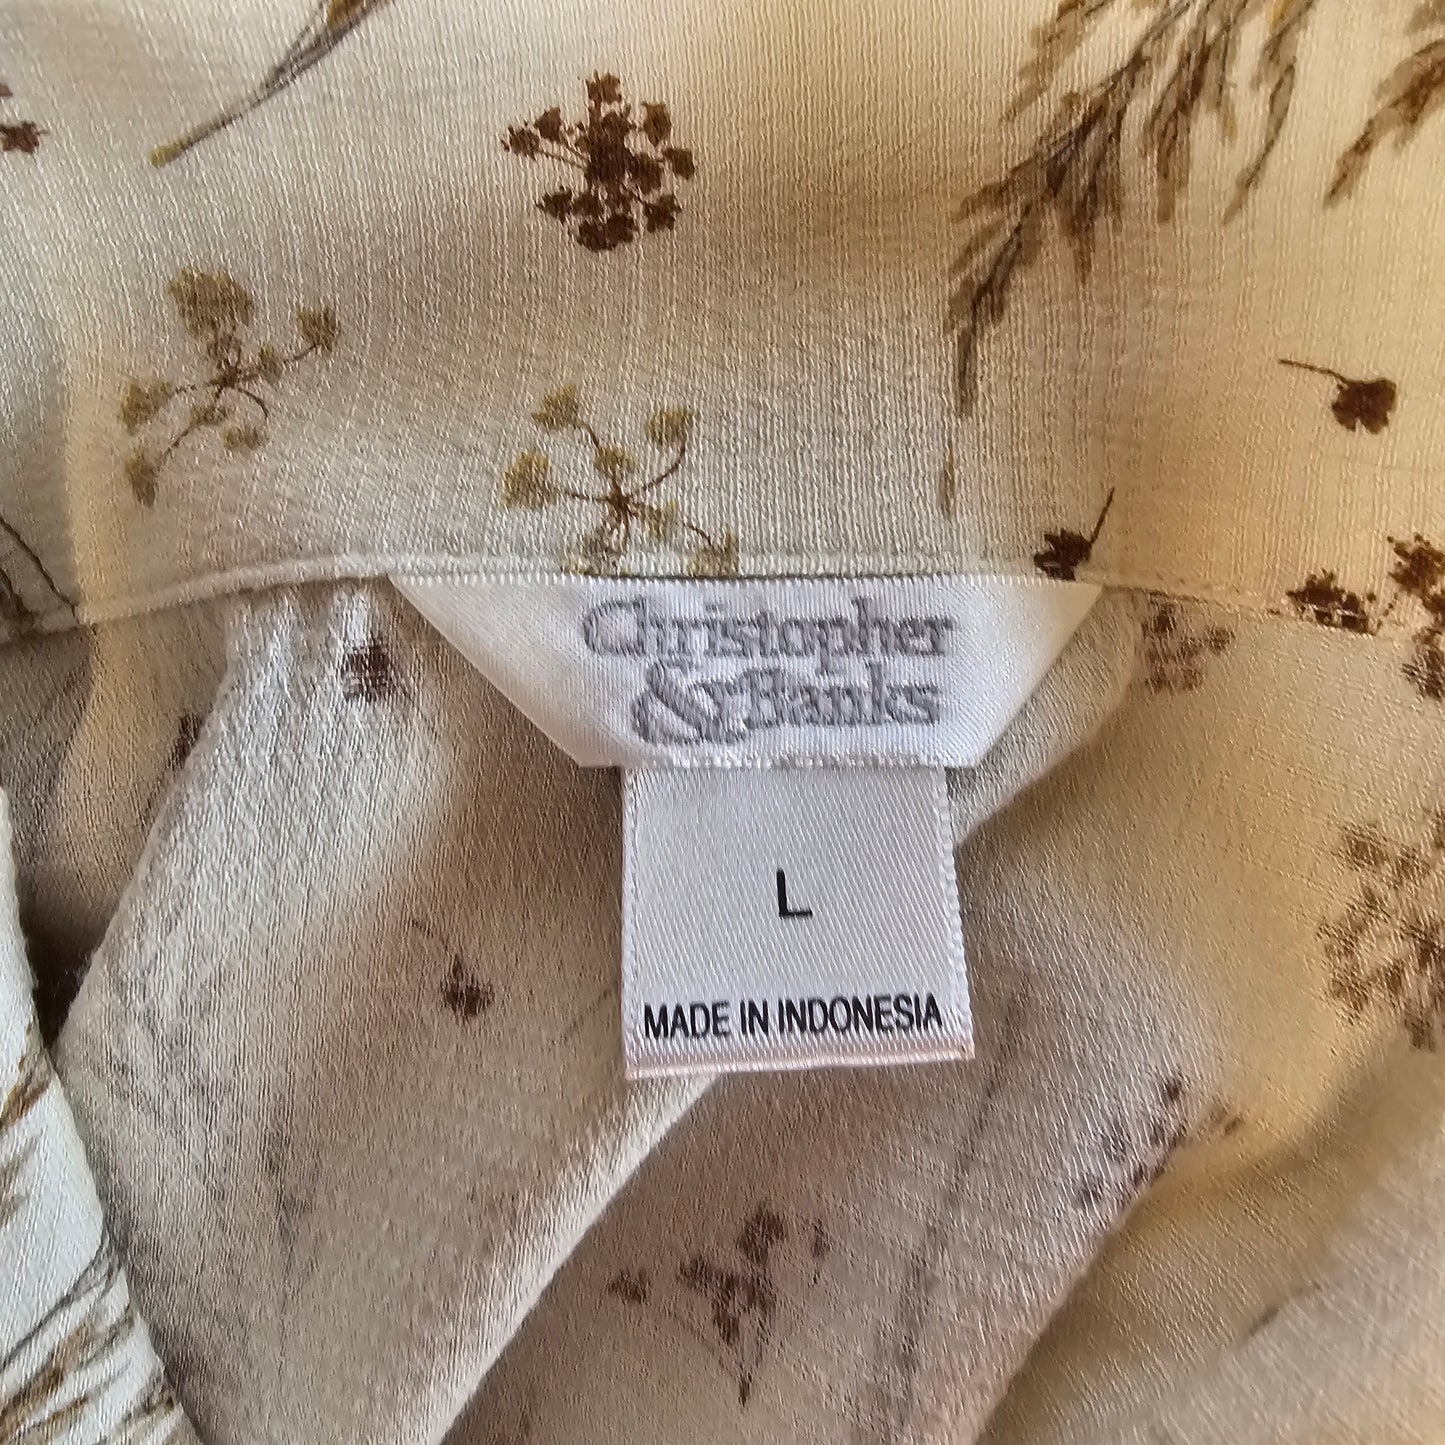 Christopher
& Banks
L
MADE IN INDONESIA